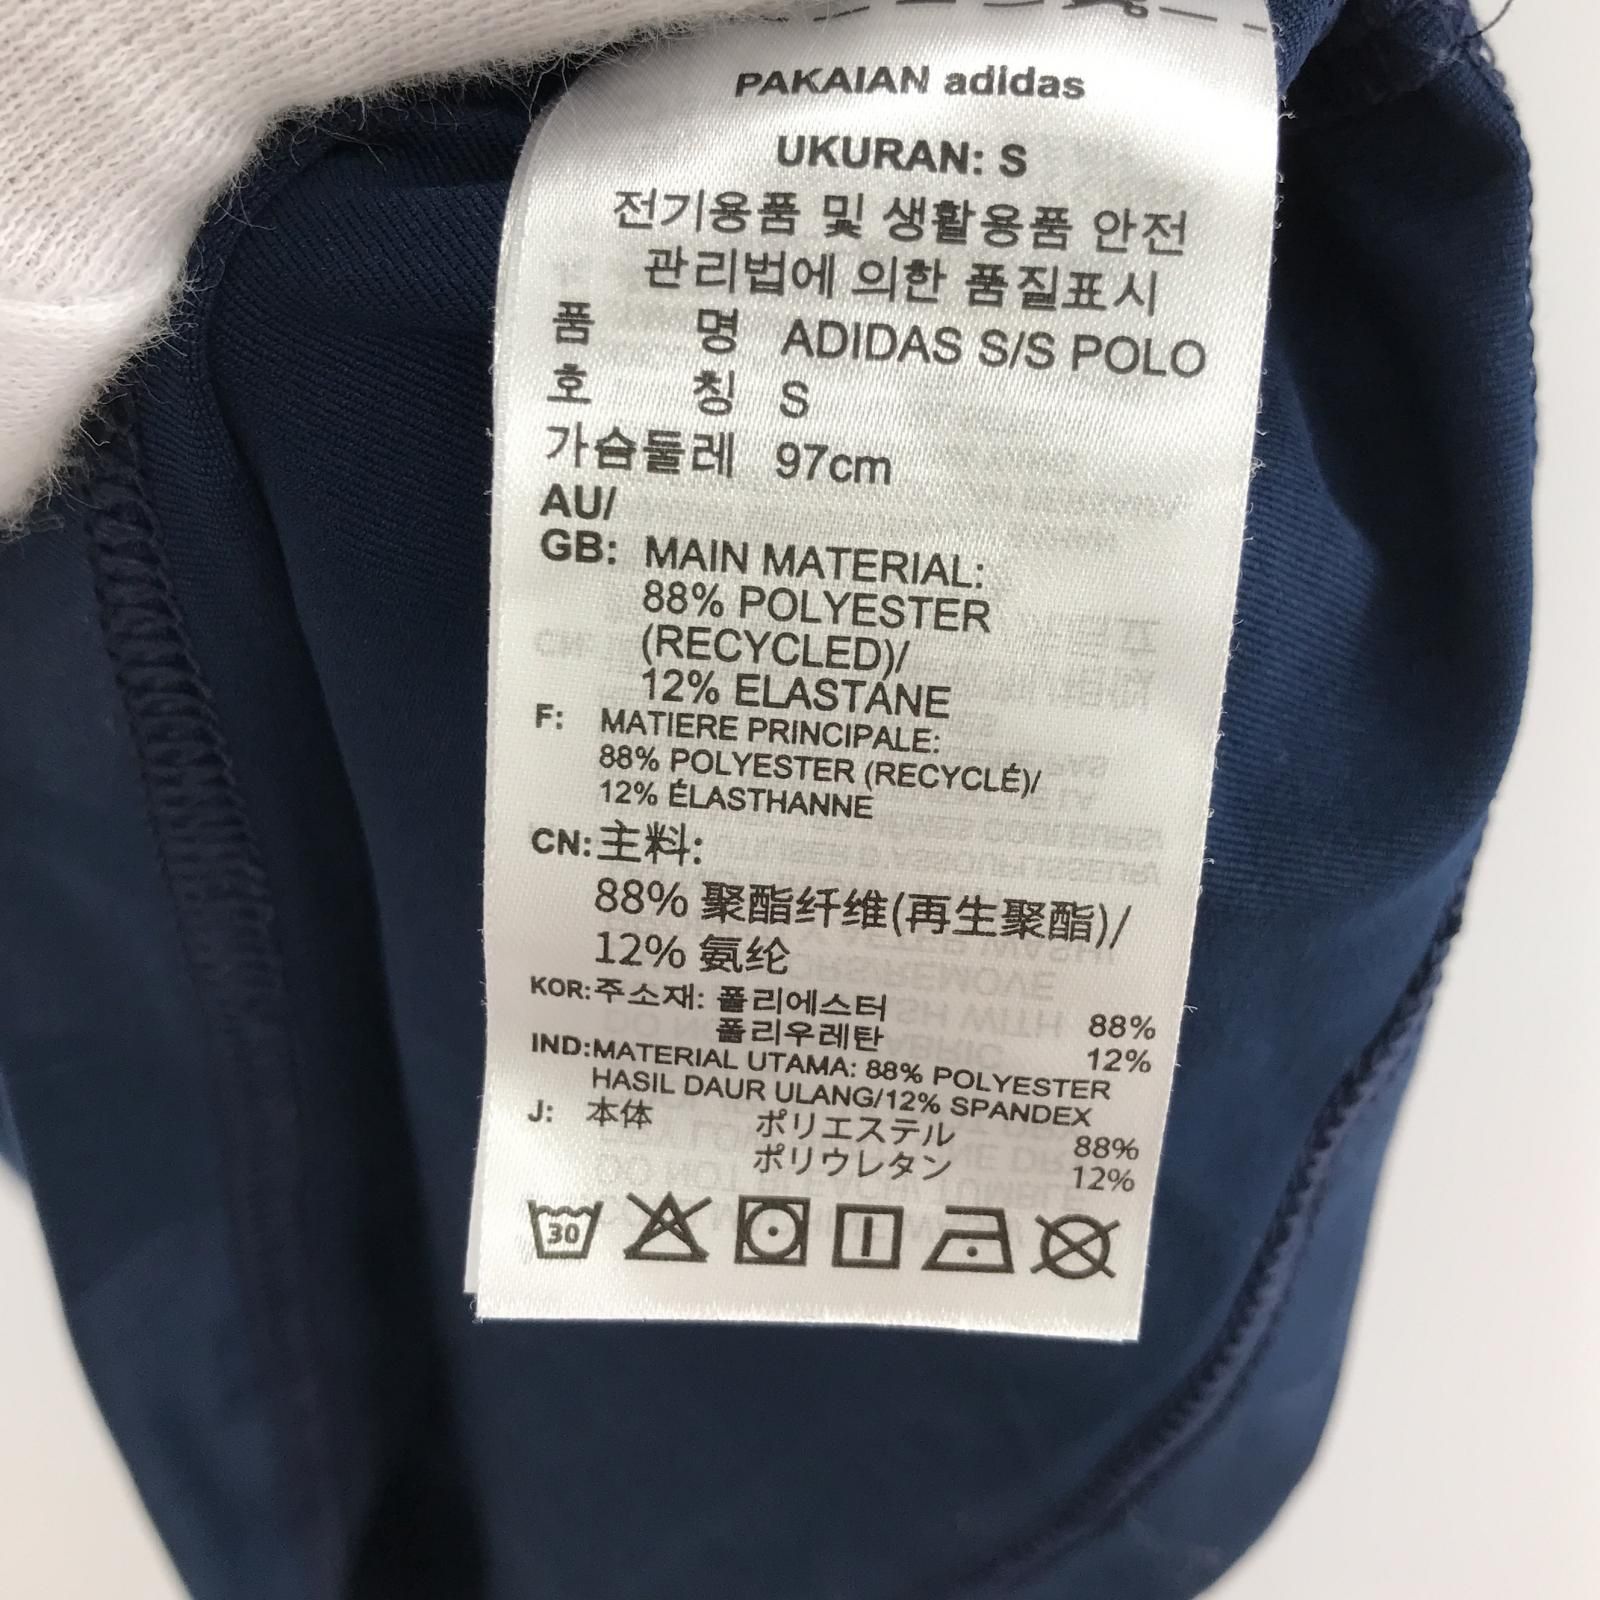 PAKAIAN adidas
UKURAN: S
전기용품 및 생활용품 안전
관리법에 의한 품질표시
품 명 ADIDAS S/S POLO
호 칭 S
가슴둘레 97cm
AU/
GB: MAIN MATERIAL:
88% POLYESTER
(RECYCLED)/
12% ELASTANE
F: MATIERE PRINCIPALE:
88% POLYESTER (RECYCLÉ)/
12% ÉLASTHANNE
CN: 主料:
88% 聚酯纤维(再生聚酯)/
12% 氨纶
KOR: 주소재: 폴리에스터 88%
폴리우레탄 12%
IND: MATERIAL UTAMA: 88% POLYESTER
HASIL DAUR ULANG/12% SPANDEX
J: 本体 ポリエステル 88%
ポリウレタン 12%
30